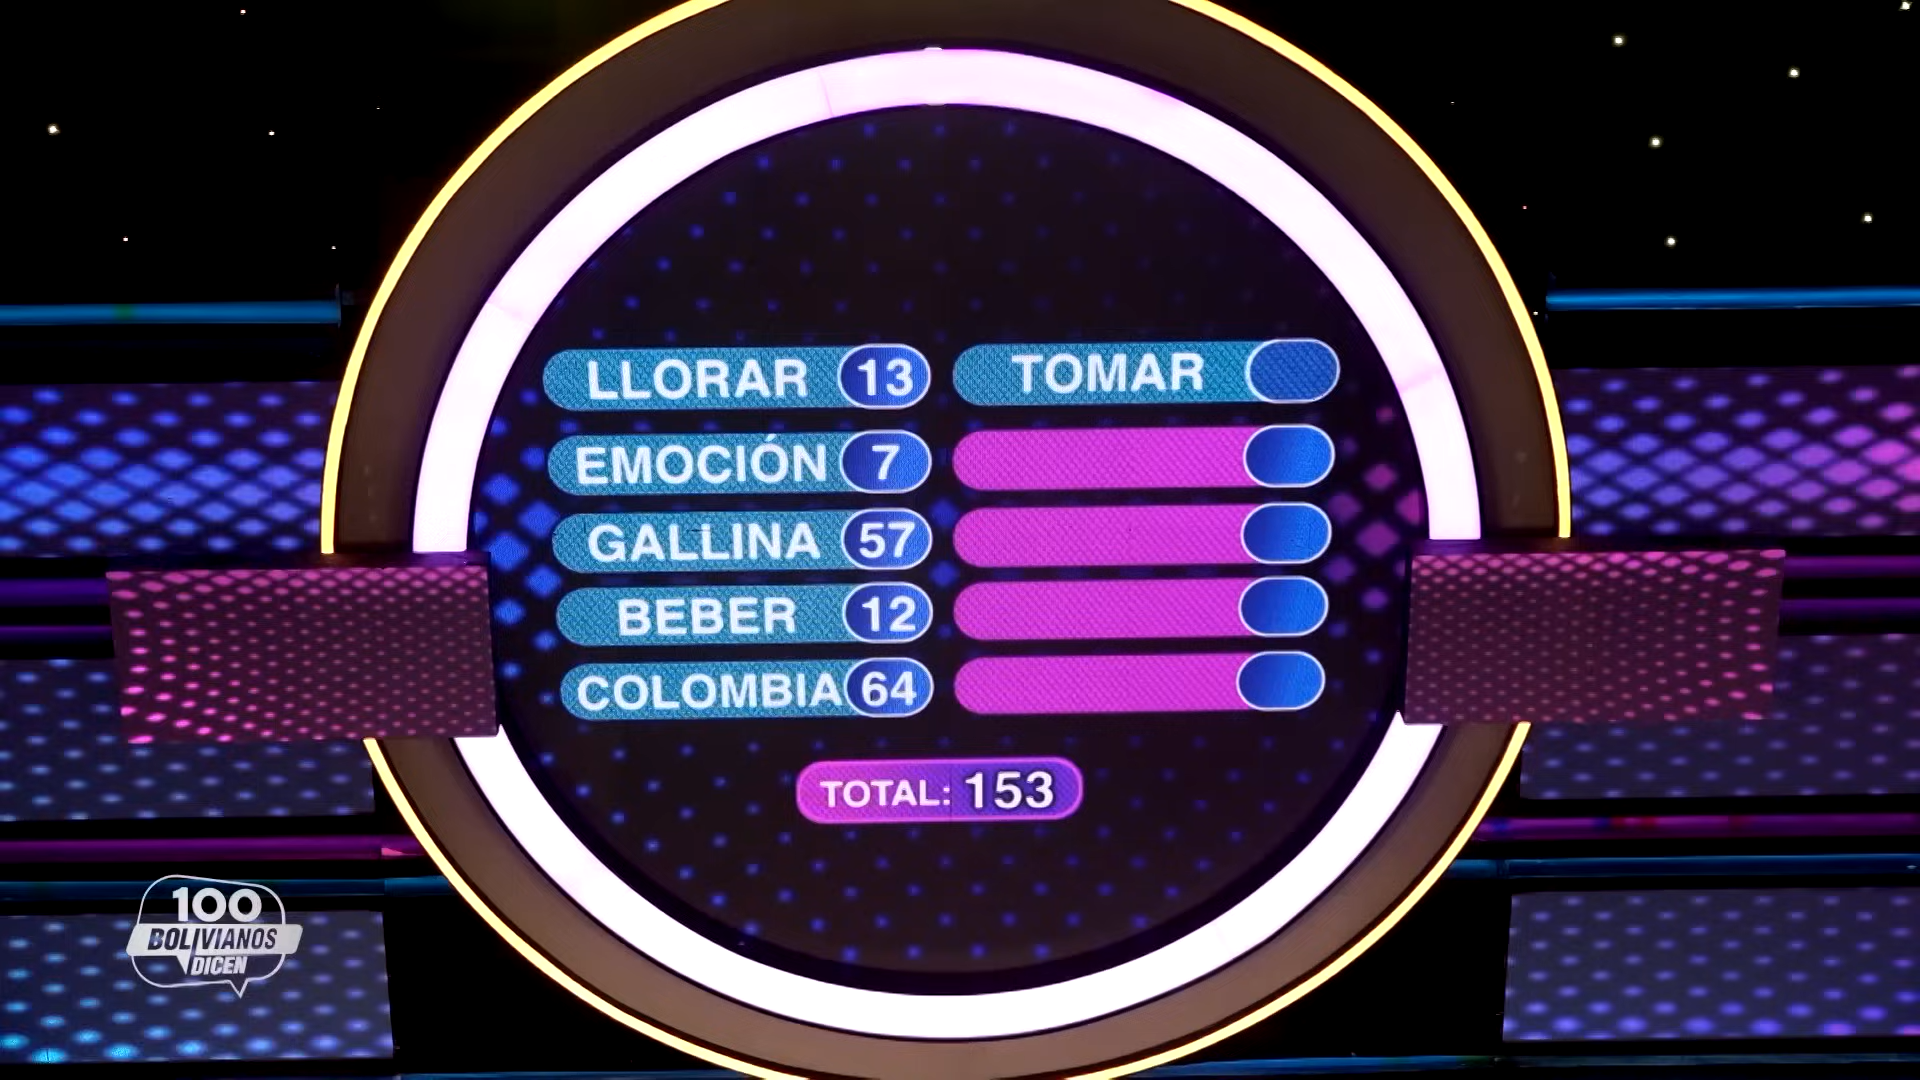 LLORAR 13
EMOCIÓN 7
GALLINA 57
BEBER 12
COLOMBIA 64
TOMAR
TOTAL: 153
100
BOLIVIANOS
DICEN